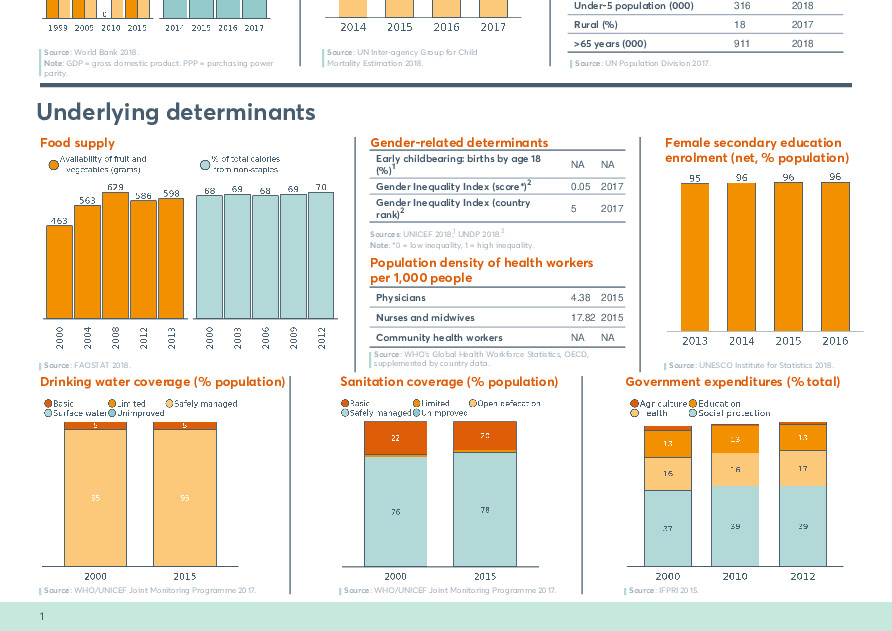 0
1999 2005 2010 2015
2014 2015 2016 2017
Source: World Bank 2018.
Note: GDP = gross domestic product. PPP = purchasing power
parity.
2014 2015 2016 2017
Source: UN Inter-agency Group for Child
Mortality Estimation 2018.
Under-5 population (000) 316 2018
Rural (%) 18 2017
>65 years (000) 911 2018
Source: UN Population Division 2017.
Underlying determinants
Food supply
Availability of fruit and
vegetables (grams)
% of total calories
from non-staples
463 563 629 586 598
2000 2004 2008 2012 2013
68 69 68 69 70
2000 2003 2006 2009 2012
Source: FAOSTAT 2018.
Gender-related determinants
Early childbearing: births by age 18
(%)1 NA NA
Gender Inequality Index (score*)2 0.05 2017
Gender Inequality Index (country
rank)2 5 2017
Sources: UNICEF 2018,1 UNDP 2018.2
Note: *0 = low inequality, 1 = high inequality.
Population density of health workers
per 1,000 people
Physicians 4.38 2015
Nurses and midwives 17.82 2015
Community health workers NA NA
Source: WHO's Global Health Workforce Statistics, OECD,
supplemented by country data.
Female secondary education
enrolment (net, % population)
95 96 96 96
2013 2014 2015 2016
Source: UNESCO Institute for Statistics 2018.
Drinking water coverage (% population)
Basic Limited Safely managed
Surface water Unimproved
5 5
95 95
2000 2015
Source: WHO/UNICEF Joint Monitoring Programme 2017.
Sanitation coverage (% population)
Basic Limited Open defecation
Safely managed Unimproved
22 20
76 78
2000 2015
Source: WHO/UNICEF Joint Monitoring Programme 2017.
Government expenditures (% total)
Agriculture Education
Health Social protection
13 13 13
16 16 17
37 39 39
2000 2010 2012
Source: IFPRI 2015.
1